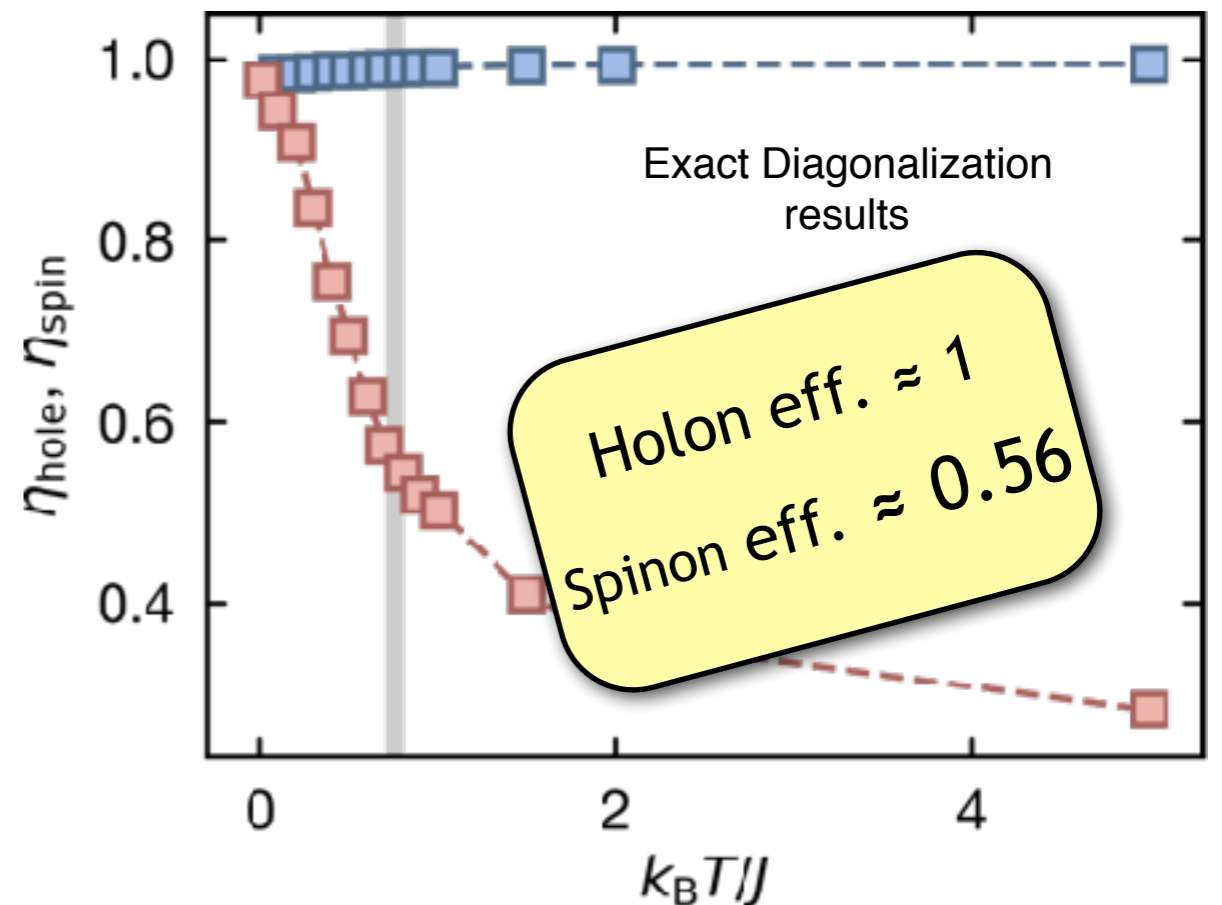 1.0
0.8
0.6
0.4
η_hole, η_spin
Exact Diagonalization
results
Holon eff. ≈ 1
Spinon eff. ≈ 0.56
0
2
4
k_BT/J